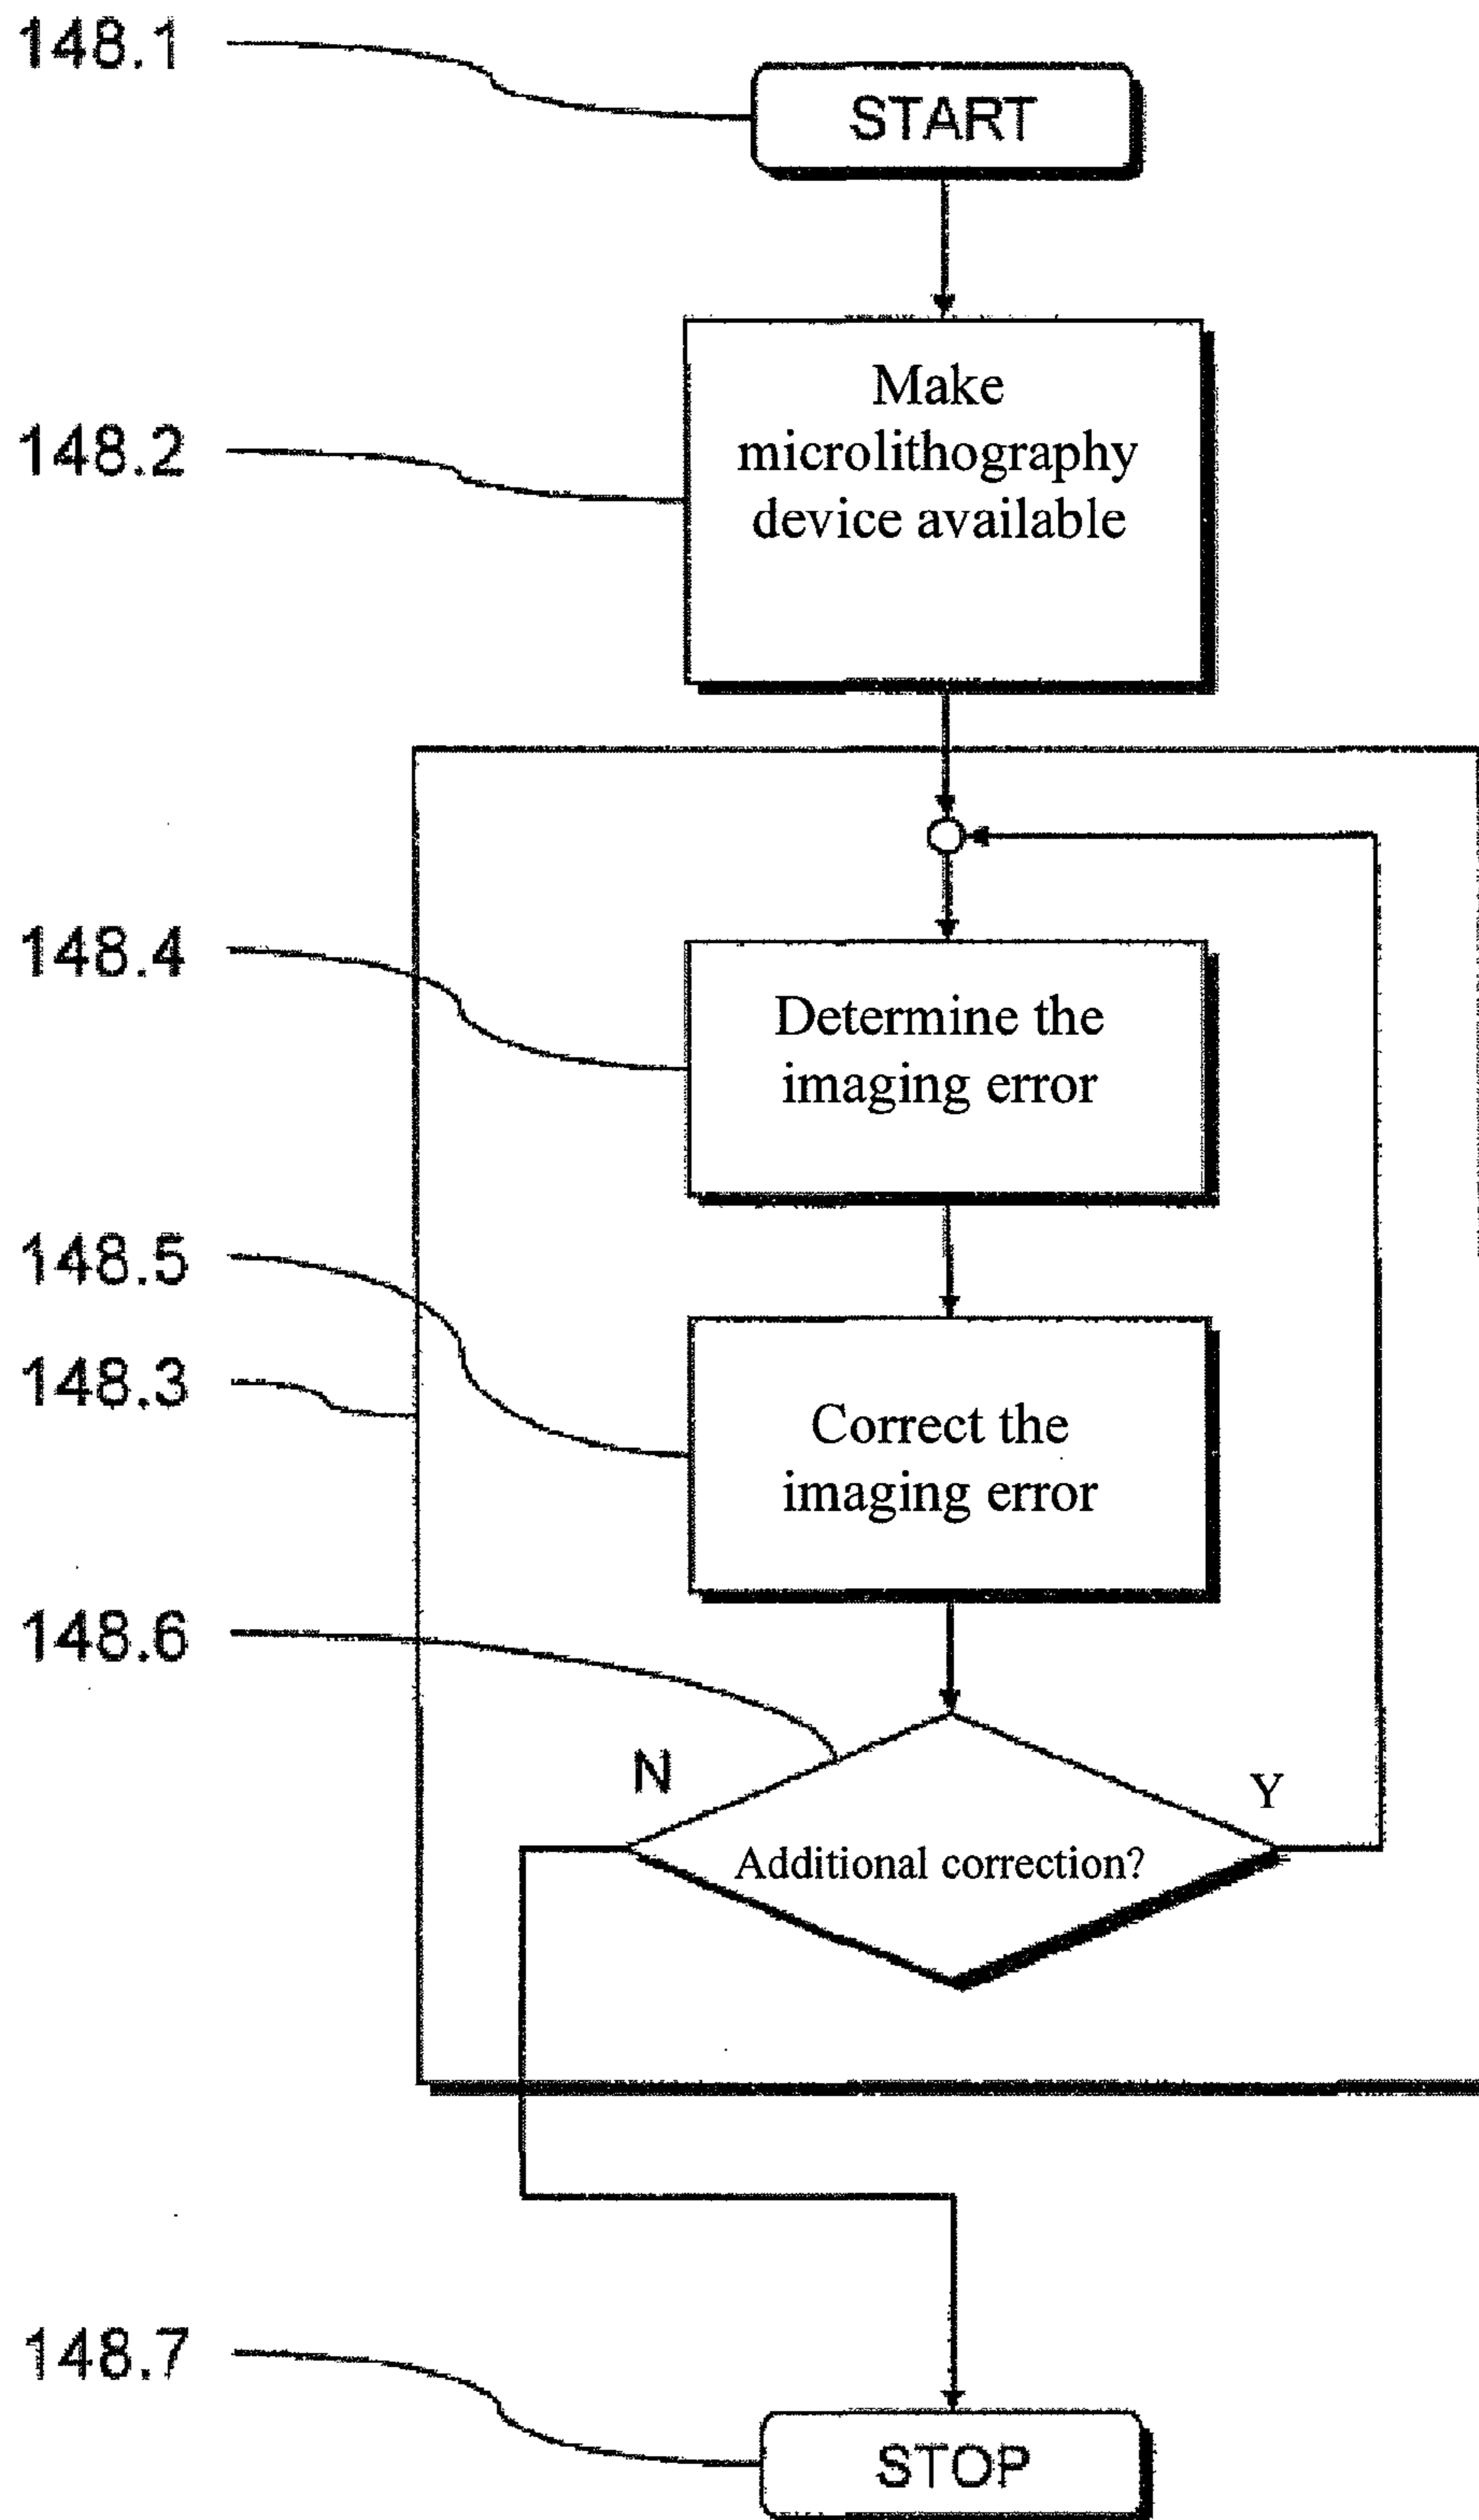 148.1
START
148.2
Make
microlithography
device available
148.4
Determine the
imaging error
148.5
148.3
Correct the
imaging error
148.6
N
Y
Additional correction?
148.7
STOP